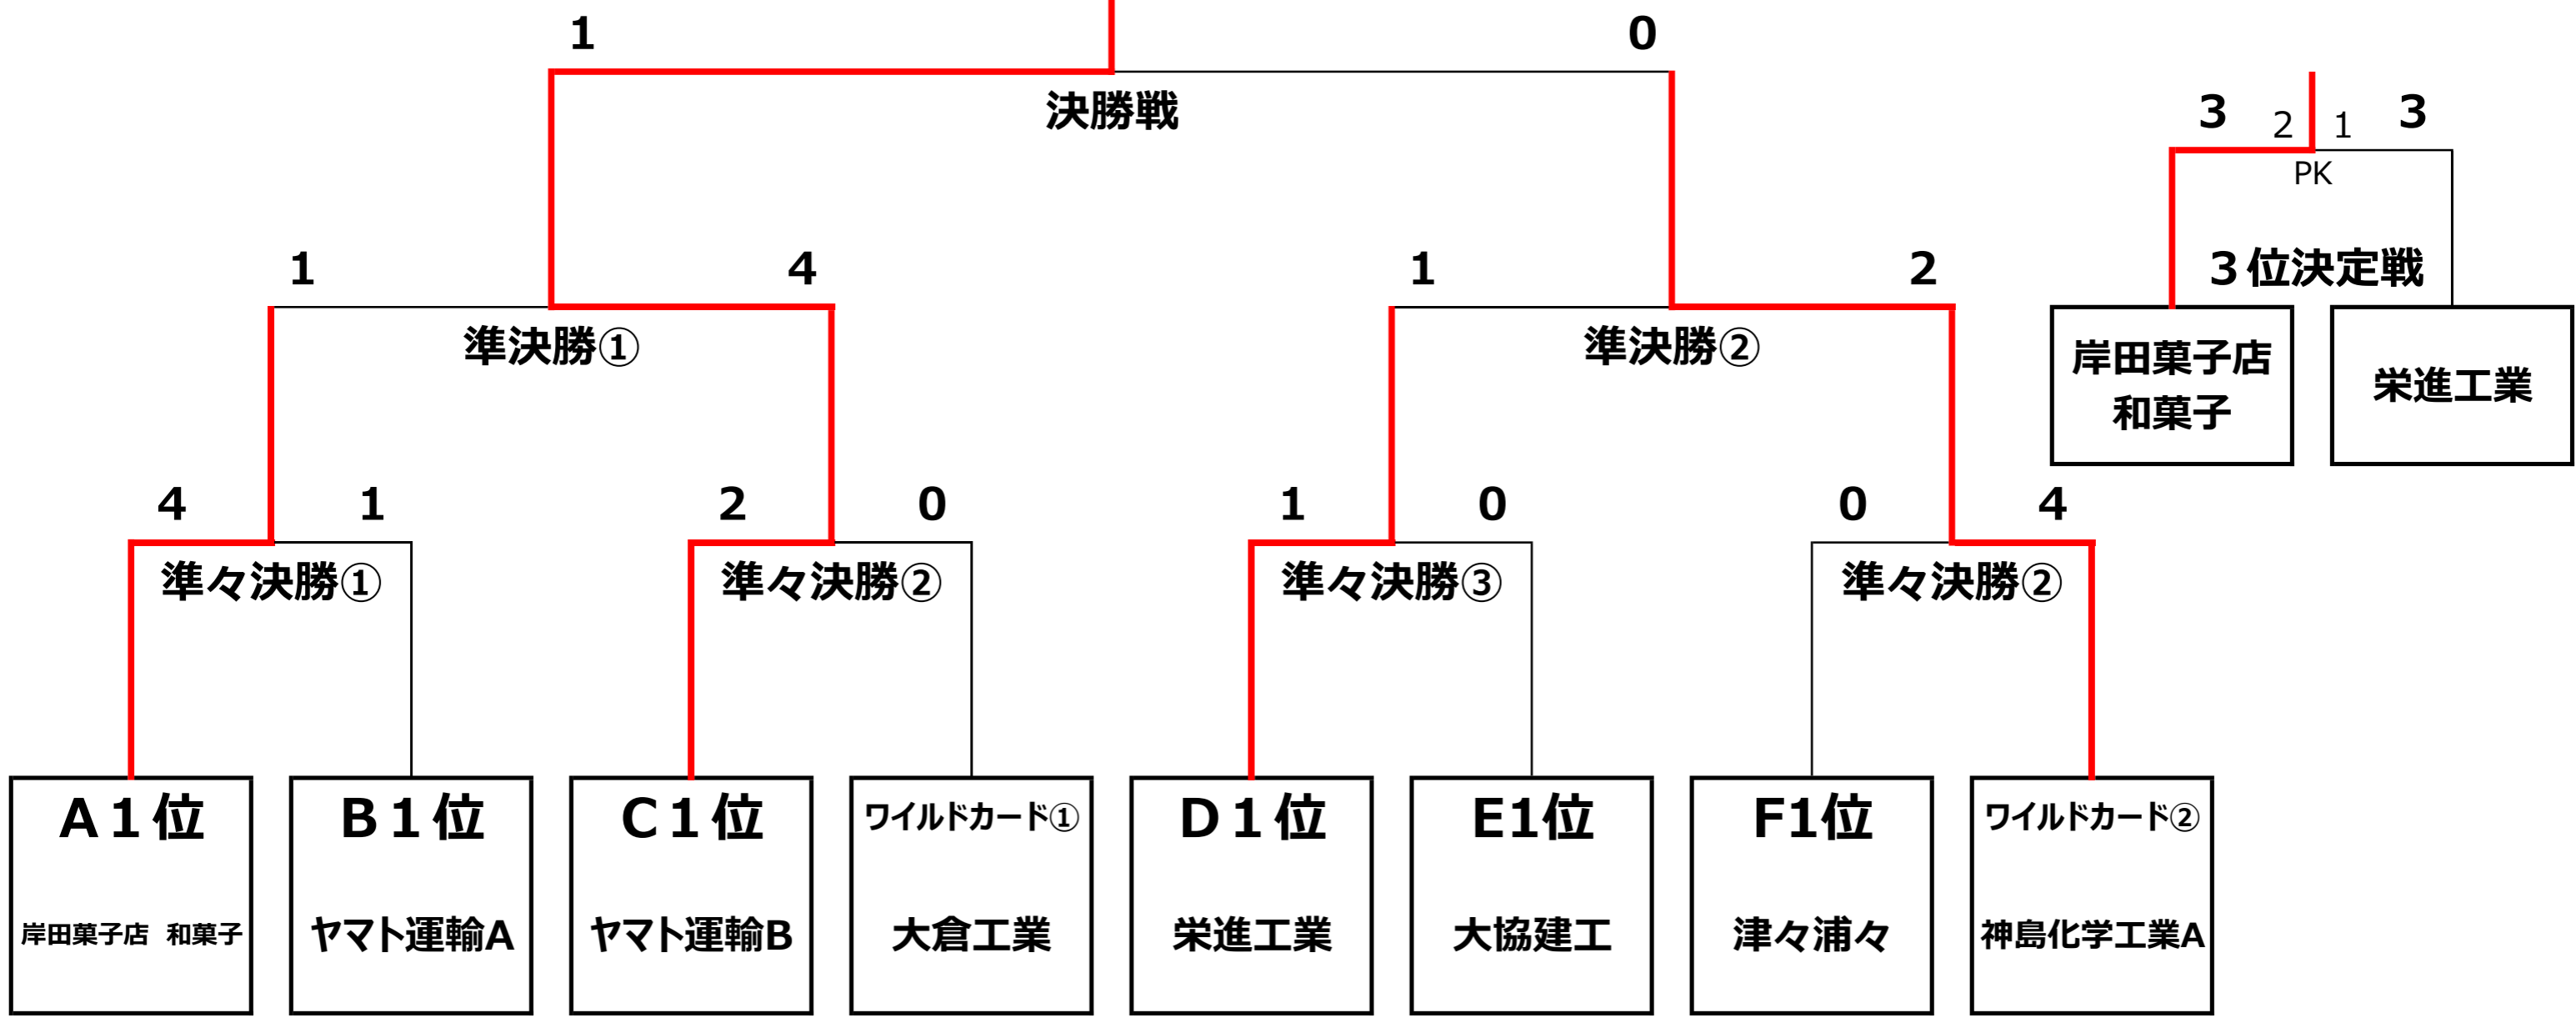 1 0
決勝戦
3 2 1 3
PK
1 4 1 2
3位決定戦
準決勝① 準決勝②
岸田菓子店
和菓子
栄進工業
4 1 2 0 1 0 0 4
準々決勝① 準々決勝② 準々決勝③ 準々決勝②
A1位 B1位 C1位 ワイルドカード① D1位 E1位 F1位 ワイルドカード②
岸田菓子店 和菓子 ヤマト運輸A ヤマト運輸B 大倉工業 栄進工業 大協建工 津々浦々 神島化学工業A